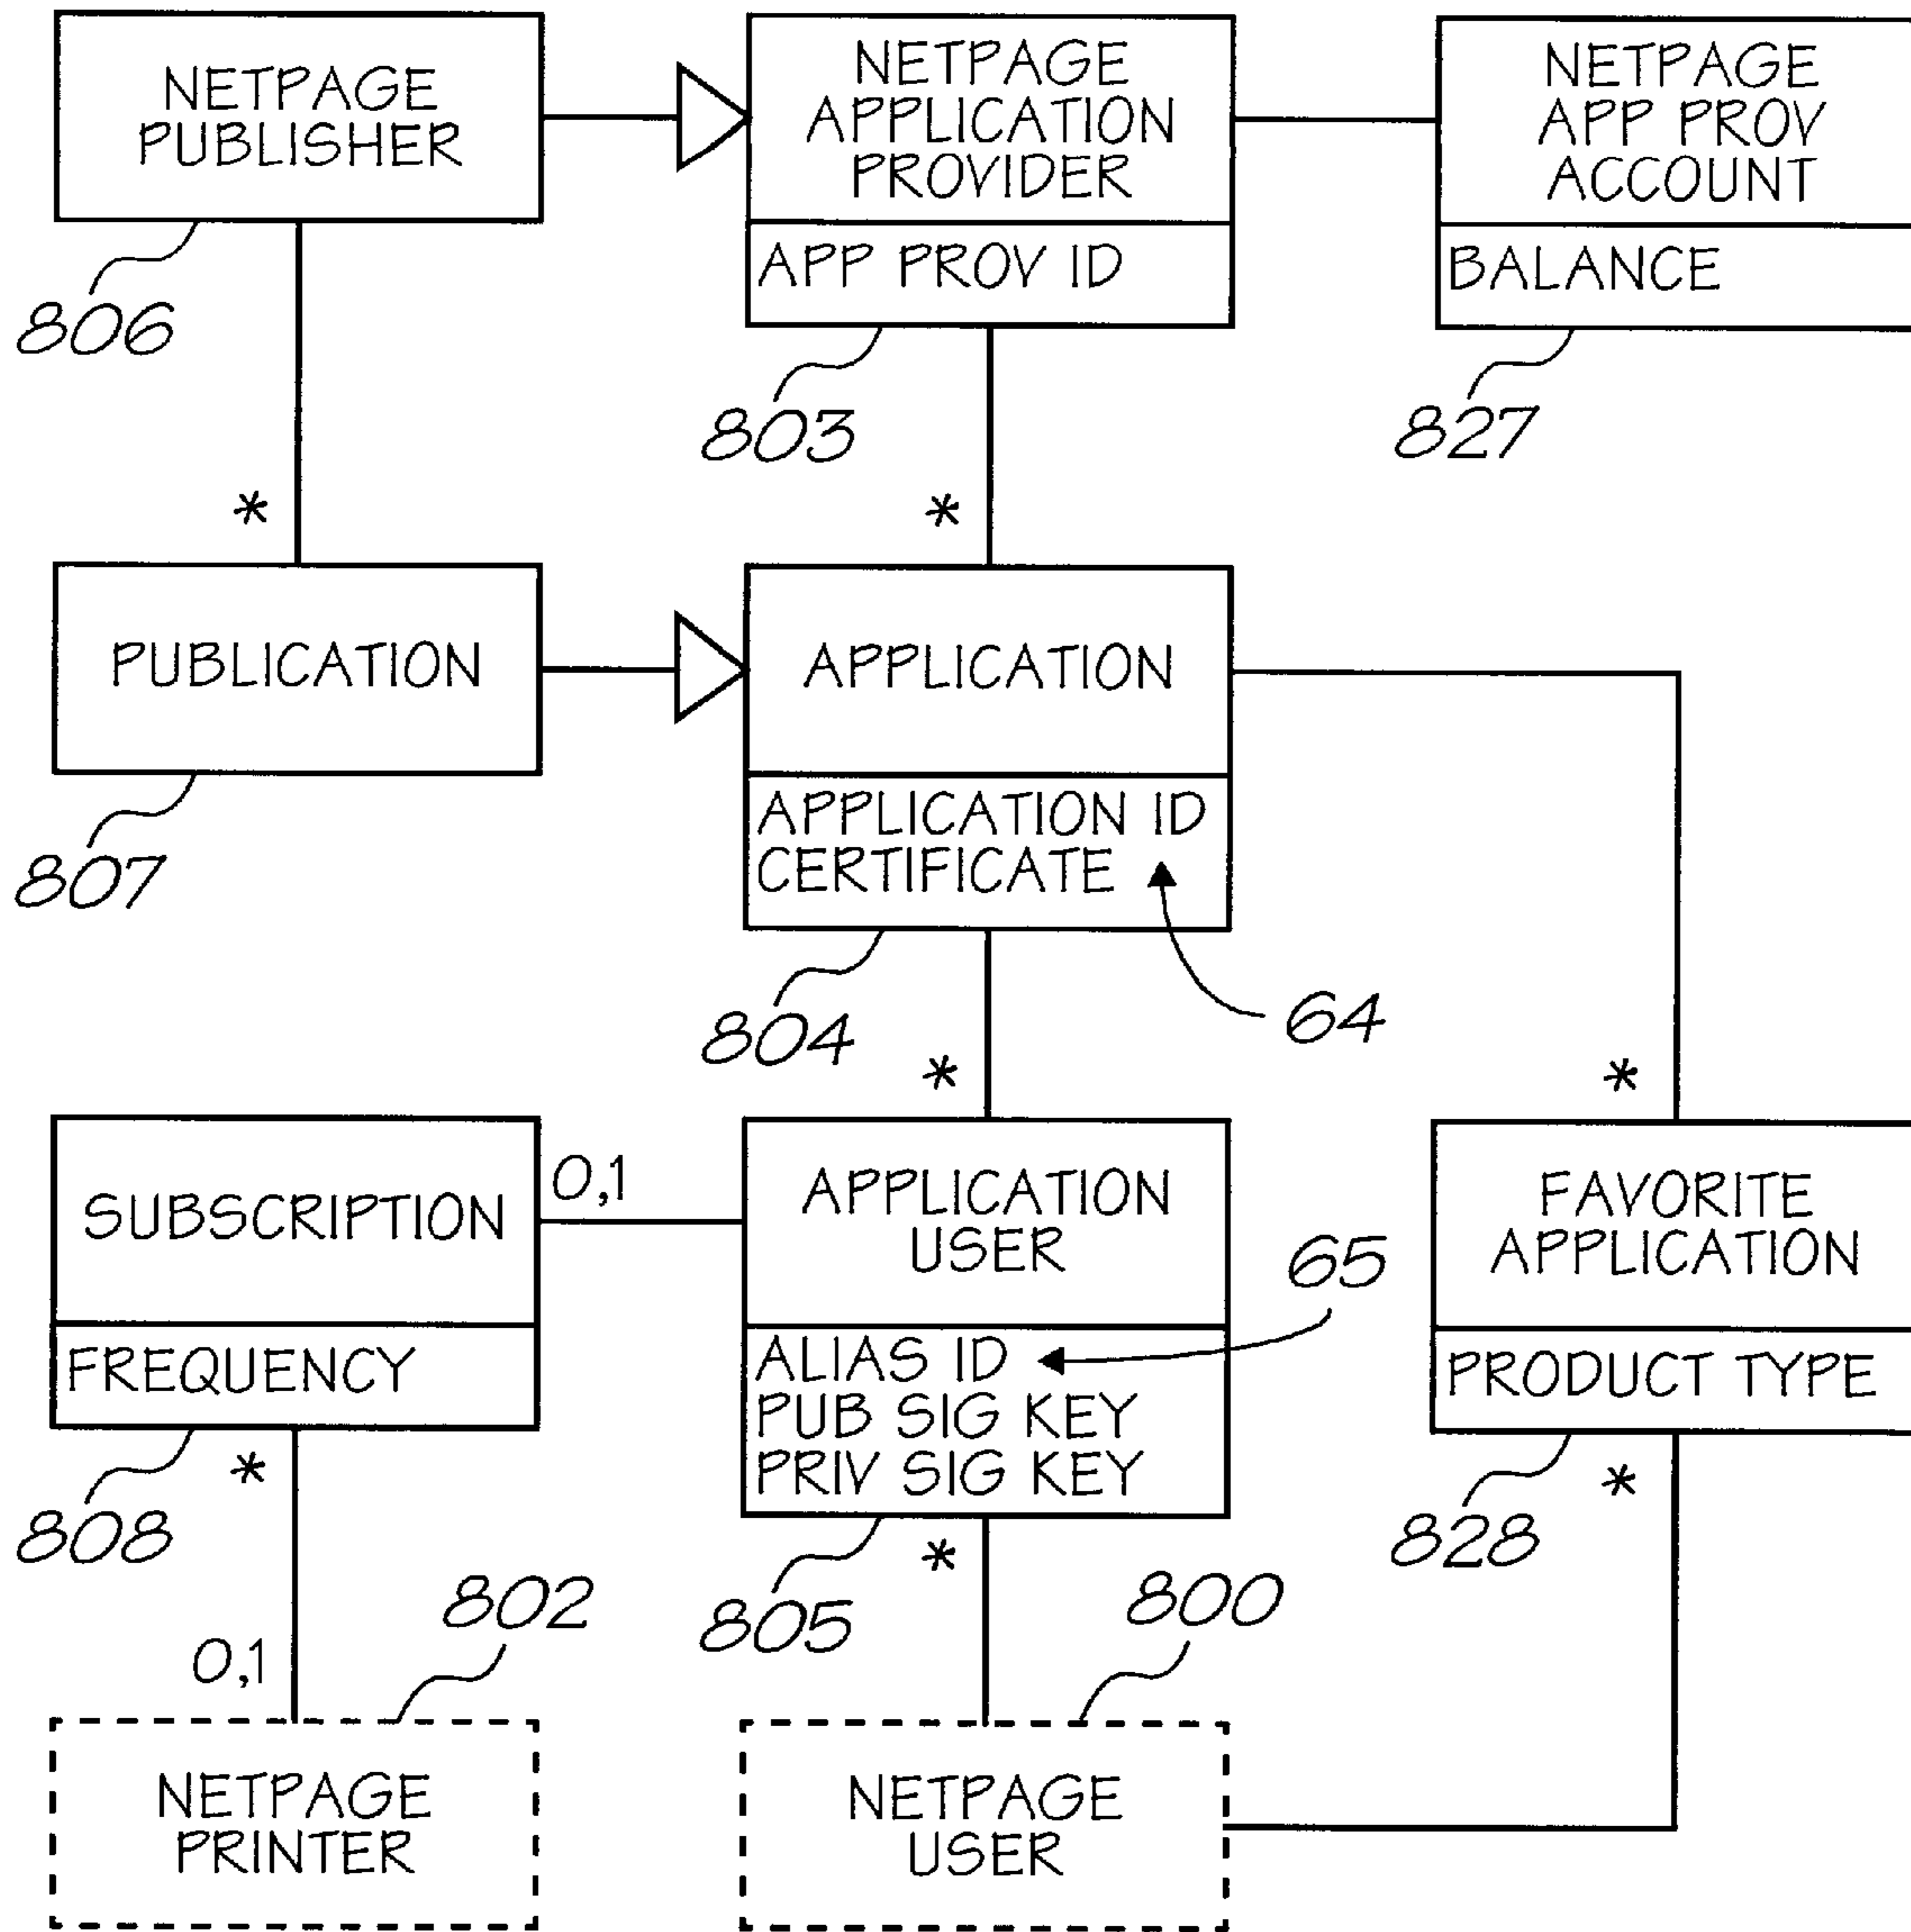 NETPAGE
PUBLISHER
806
NETPAGE
APPLICATION
PROVIDER
APP PROV ID
803
NETPAGE
APP PROV
ACCOUNT
BALANCE
827
*
*
PUBLICATION
807
APPLICATION
APPLICATION ID
CERTIFICATE
804
64
*
*
SUBSCRIPTION
FREQUENCY
808
0,1
APPLICATION
USER
ALIAS ID
PUB SIG KEY
PRIV SIG KEY
805
65
FAVORITE
APPLICATION
PRODUCT TYPE
828
*
*
*
0,1
802
800
NETPAGE
PRINTER
NETPAGE
USER